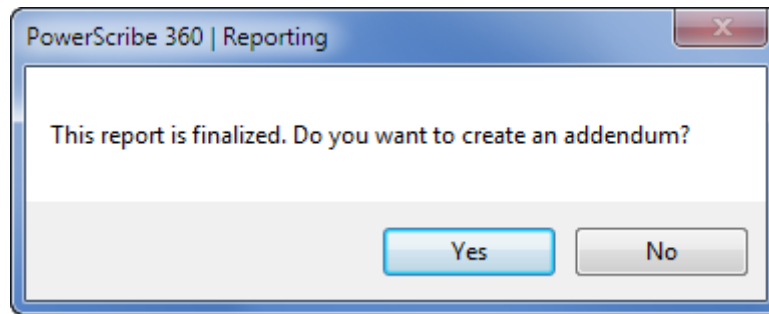 PowerScribe 360 | Reporting
This report is finalized. Do you want to create an addendum?
Yes No